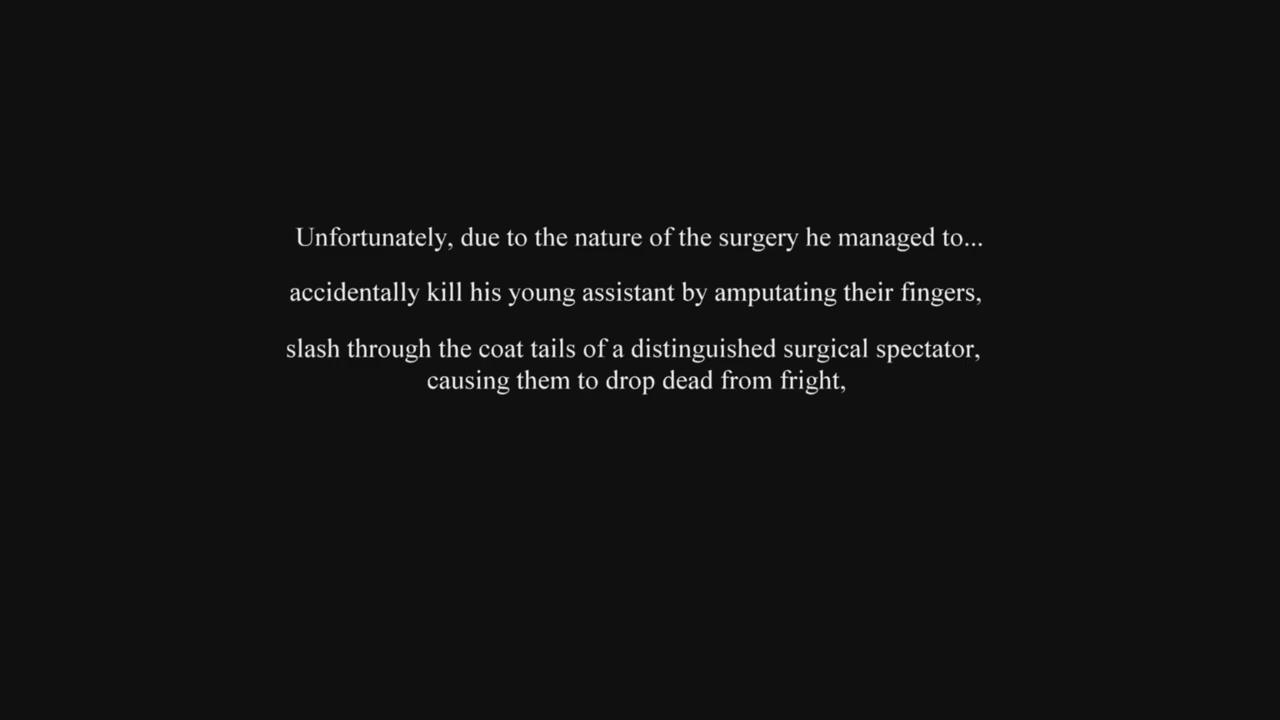 Unfortunately, due to the nature of the surgery he managed to...
accidentally kill his young assistant by amputating their fingers,
slash through the coat tails of a distinguished surgical spectator,
causing them to drop dead from fright,